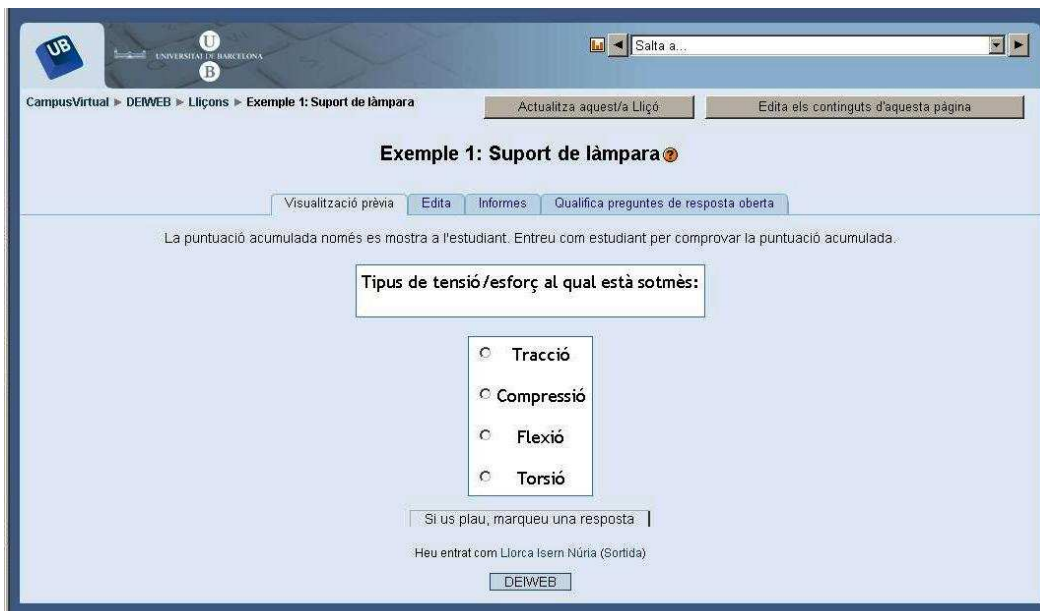 UB
U
UNIVERSITAT DE BARCELONA
B
Salta a...
CampusVirtual ► DEIWEB ► Lliçons ► Exemple 1: Suport de làmpara
Actualitza aquest/a Lliçó
Edita els continguts d'aquesta pàgina
Exemple 1: Suport de làmpara
Visualització prèvia
Edita
Informes
Qualifica preguntes de resposta oberta
La puntuació acumulada només es mostra a l'estudiant. Entreu com estudiant per comprovar la puntuació acumulada.
Tipus de tensió/esforç al qual està sotmès:
Tracció
Compressió
Flexió
Torsió
Si us plau, marqueu una resposta
Heu entrat com Llorca Isern Núria (Sortida)
DEIWEB